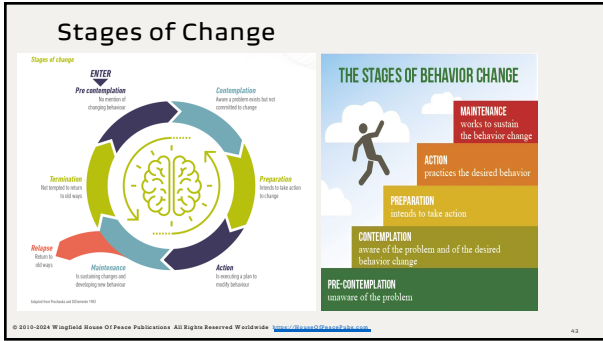 Stages of Change
Stages of change
ENTER
Pre contemplation
No mention of
changing behaviour
Contemplation
Aware a problem exists but not
committed to change
Preparation
Intends to take action
to change
Action
Is executing a plan to
modify behaviour
Maintenance
Is sustaining changes and
developing new behaviour
Relapse
Return to
old ways
Termination
Not tempted to return
to old ways
Adapted from Prochaska and DiClemente 1983
THE STAGES OF BEHAVIOR CHANGE
MAINTENANCE
works to sustain
the behavior change
ACTION
practices the desired behavior
PREPARATION
intends to take action
CONTEMPLATION
aware of the problem and of the desired
behavior change
PRE-CONTEMPLATION
unaware of the problem
© 2010-2024 Wingfield House Of Peace Publications All Rights Reserved Worldwide https://HouseOfPeacePubs.com
43